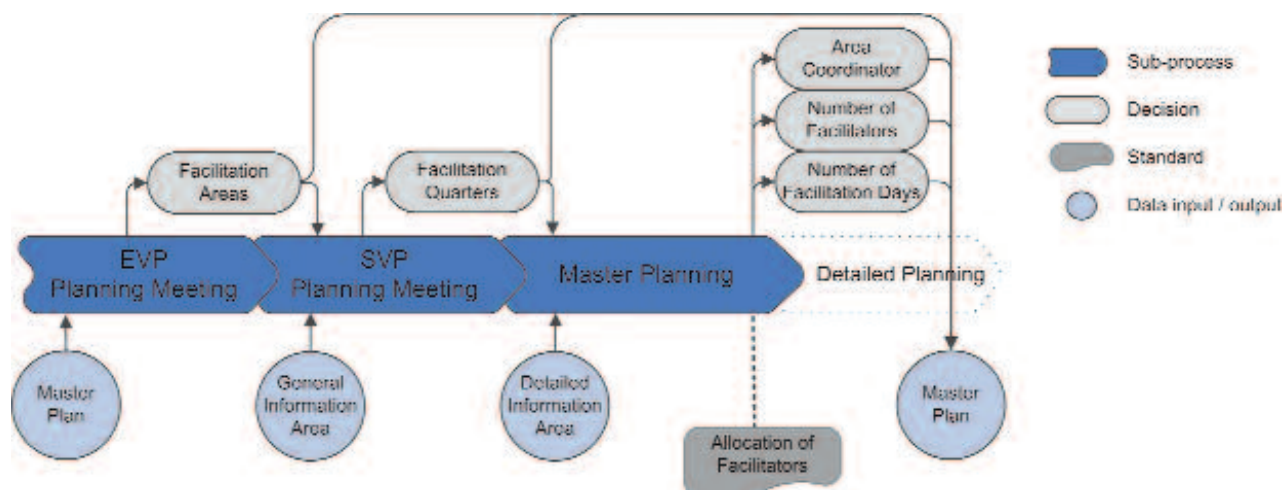 Area
Coordinator
Number of
Facilitators
Number of
Facilitation Days
Facilitation
Areas
Facilitation
Quarters
EVP
Planning Meeting
SVP
Planning Meeting
Master Planning
Detailed Planning
Master
Plan
General
Information
Area
Detailed
Information
Area
Allocation of
Facilitators
Master
Plan
Sub-process
Decision
Standard
Data input / output